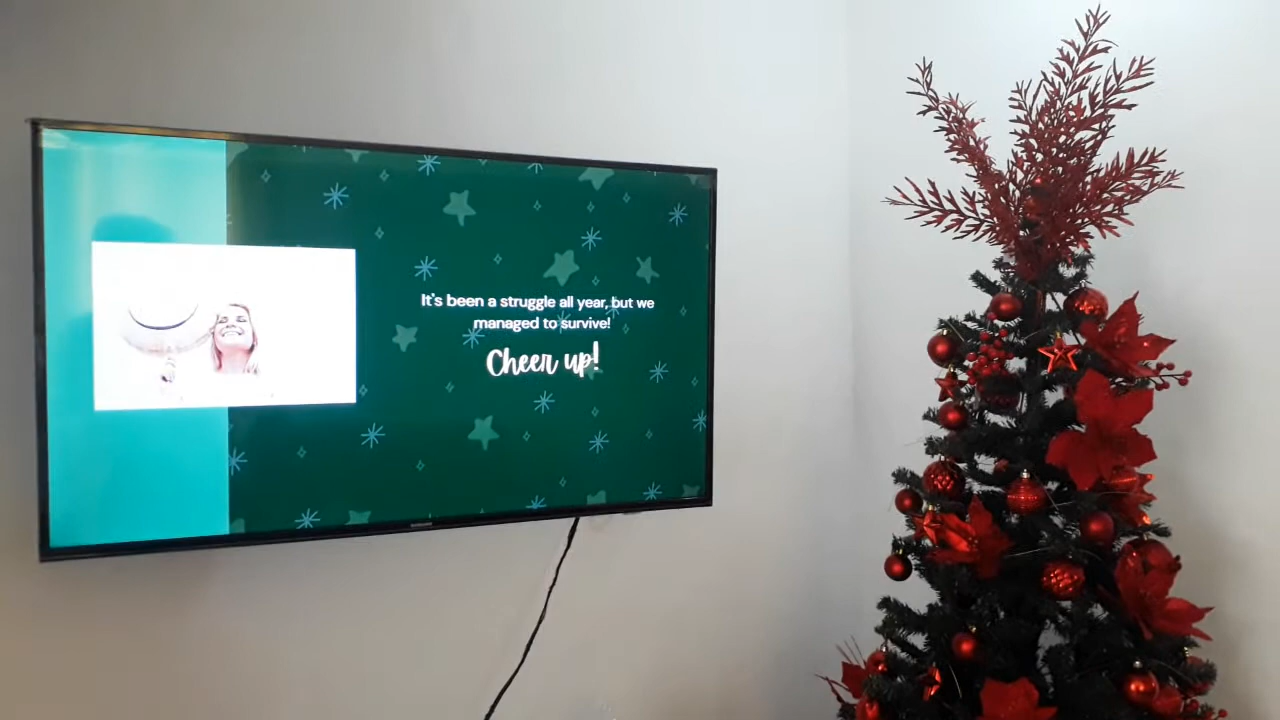 It's been a struggle all year, but we
managed to survive!
Cheer up!